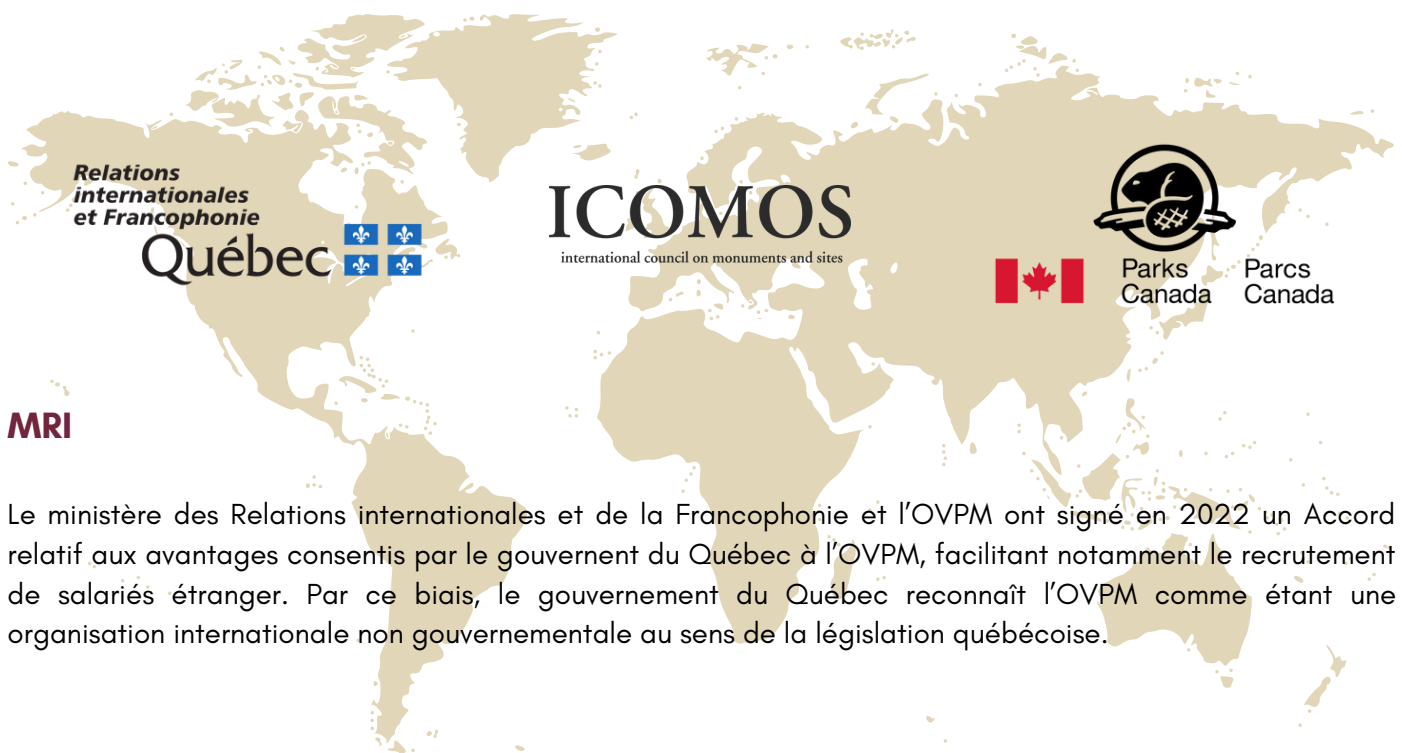 Relations
internationales
et Francophonie
Québec
ICOMOS
international council on monuments and sites
Parks
Canada
Parcs
Canada
MRI
Le ministère des Relations internationales et de la Francophonie et l’OVPM ont signé en 2022 un Accord
relatif aux avantages consentis par le gouvernent du Québec à l’OVPM, facilitant notamment le recrutement
de salariés étranger. Par ce biais, le gouvernement du Québec reconnaît l’OVPM comme étant une
organisation internationale non gouvernementale au sens de la législation québécoise.